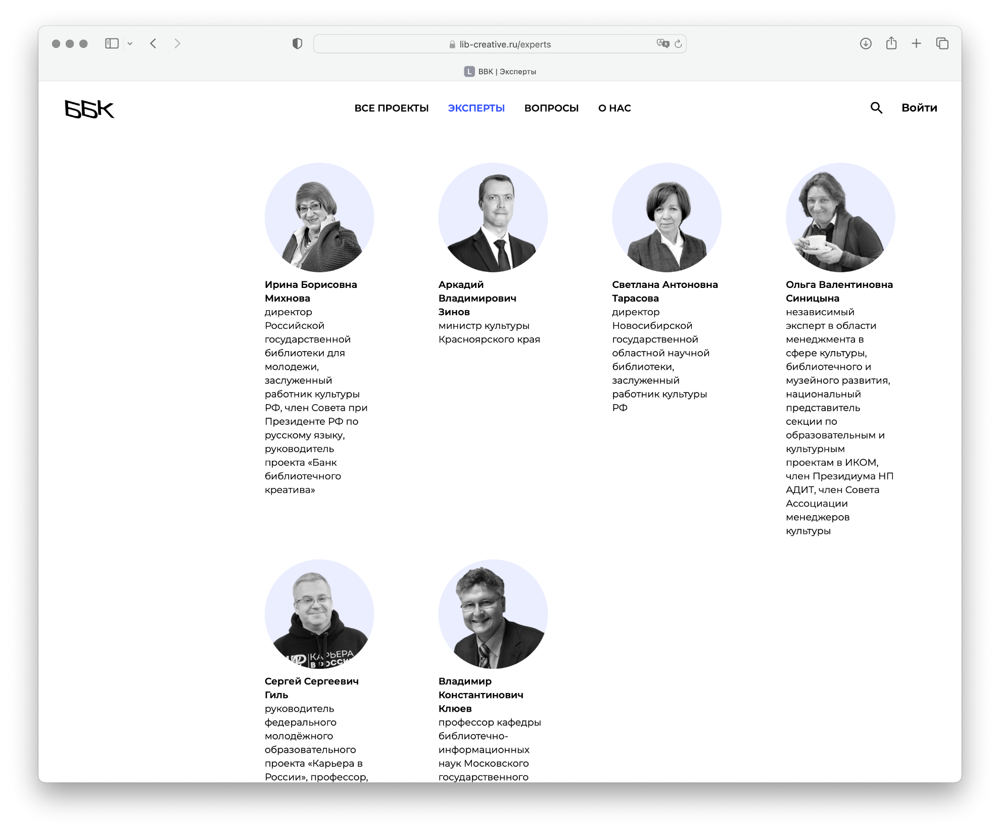 lib-creative.ru/experts
L BBK | Эксперты
ББК
ВСЕ ПРОЕКТЫ ЭКСПЕРТЫ ВОПРОСЫ О НАС
Войти
Ирина Борисовна
Михнова
директор
Российской
государственной
библиотеки для
молодежи,
заслуженный
работник культуры
РФ, член Совета при
Президенте РФ по
русскому языку,
руководитель
проекта «Банк
библиотечного
креатива»
Аркадий
Владимирович
Зинов
министр культуры
Красноярского края
Светлана Антоновна
Тарасова
директор
Новосибирской
государственной
областной научной
библиотеки,
заслуженный
работник культуры
РФ
Ольга Валентиновна
Синицына
независимый
эксперт в области
менеджмента в
сфере культуры,
библиотечного и
музейного развития,
национальный
представитель
секции по
образовательным и
культурным
проектам в ИКОМ,
член Президиума НП
АДИТ, член Совета
Ассоциации
менеджеров
культуры
КАРЬЕРА
В РОССИИ
Сергей Сергеевич
Гиль
руководитель
федерального
молодёжного
образовательного
проекта «Карьера в
России», профессор,
Владимир
Константинович
Клюев
профессор кафедры
библиотечно-
информационных
наук Московского
государственного